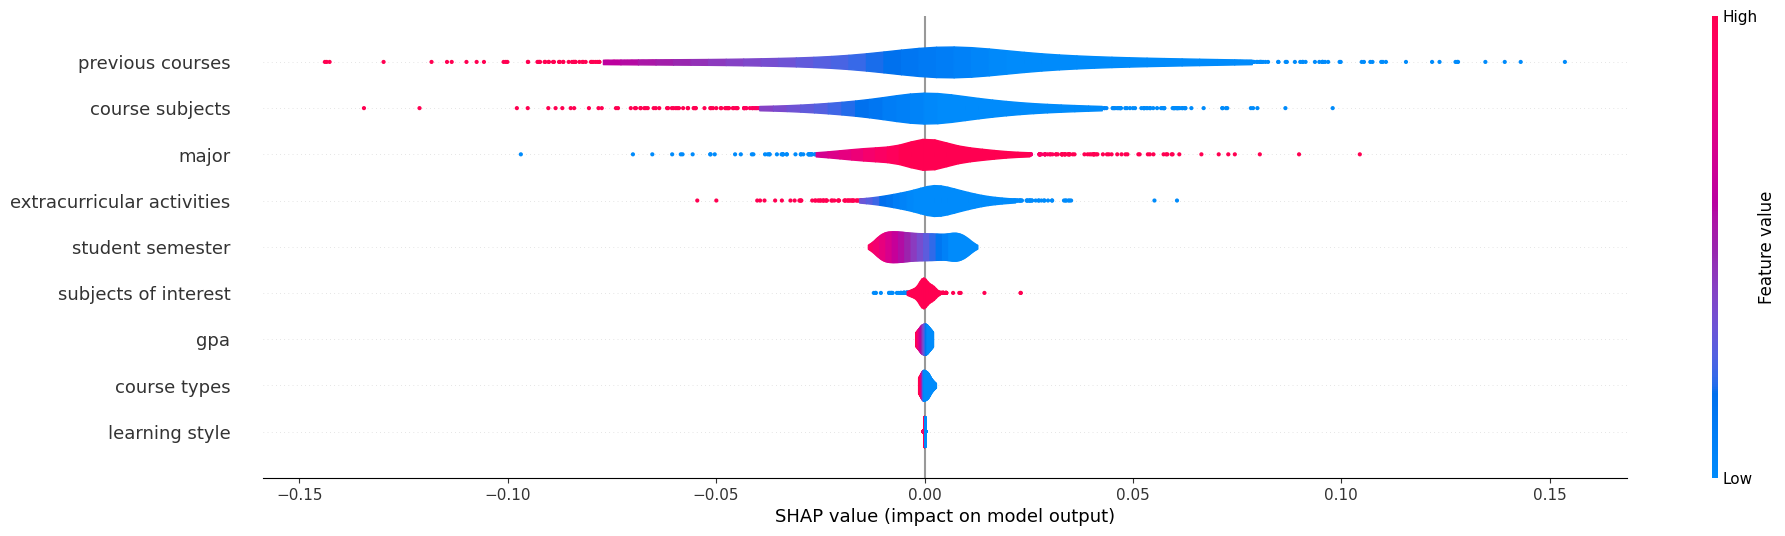 High
previous courses
course subjects
major
extracurricular activities
student semester
subjects of interest
gpa
course types
learning style
Feature value
Low
−0.15 −0.10 −0.05 0.00 0.05 0.10 0.15
SHAP value (impact on model output)